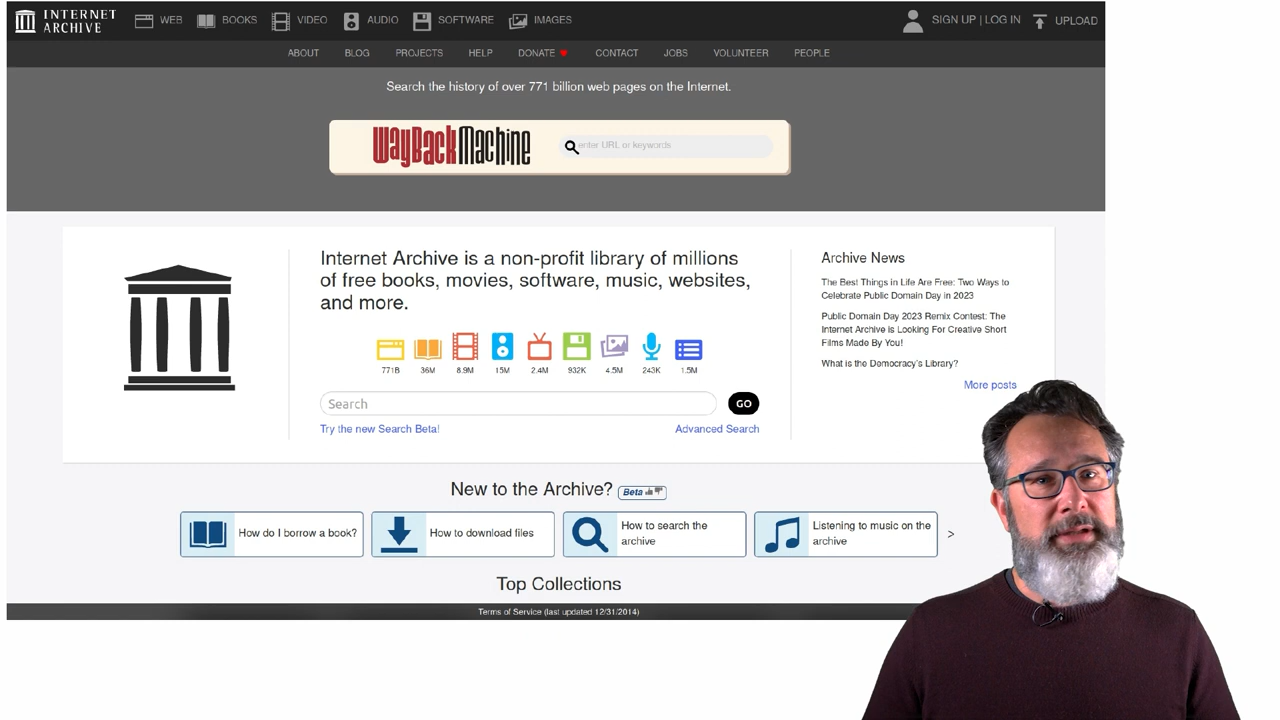 INTERNET
ARCHIVE
WEB BOOKS VIDEO AUDIO SOFTWARE IMAGES
SIGN UP | LOG IN UPLOAD
ABOUT BLOG PROJECTS HELP DONATE CONTACT JOBS VOLUNTEER PEOPLE
Search the history of over 771 billion web pages on the Internet.
WayBackMachine
enter URL or keywords
Internet Archive is a non-profit library of millions
of free books, movies, software, music, websites,
and more.
771B 36M 8.9M 15M 2.4M 932K 4.5M 243K 1.5M
Search
GO
Try the new Search Beta!
Advanced Search
Archive News
The Best Things in Life Are Free: Two Ways to
Celebrate Public Domain Day in 2023
Public Domain Day 2023 Remix Contest: The
Internet Archive is Looking For Creative Short
Films Made By You!
What is the Democracy's Library?
More posts
New to the Archive? Beta
How do I borrow a book?
How to download files
How to search the
archive
Listening to music on the
archive
>
Top Collections
Terms of Service (last updated 12/31/2014)